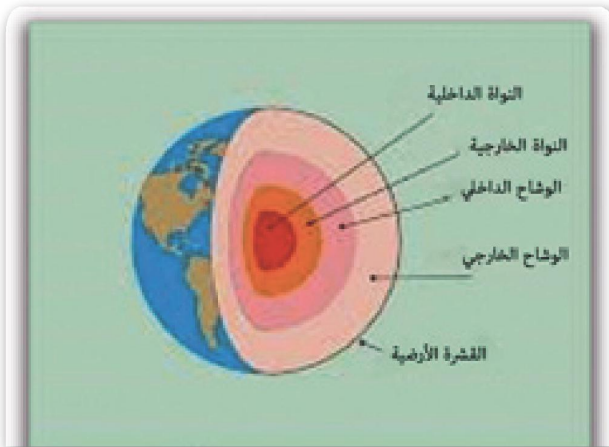 النواة الداخلية
النواة الخارجية
الوشاح الداخلي
الوشاح الخارجي
القشرة الأرضية